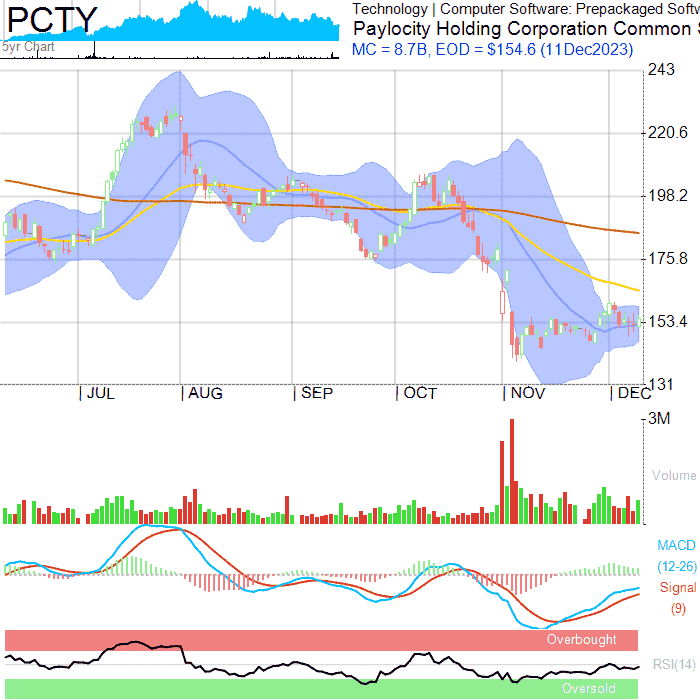 PCTY
5yr Chart
Technology | Computer Software: Prepackaged Softw
Paylocity Holding Corporation Common S
MC = 8.7B, EOD = $154.6 (11Dec2023)
243
220.6
198.2
175.8
153.4
131
JUL AUG SEP OCT NOV DEC
3M
Volume
MACD
(12-26)
Signal
(9)
Overbought
RSI(14)
Oversold